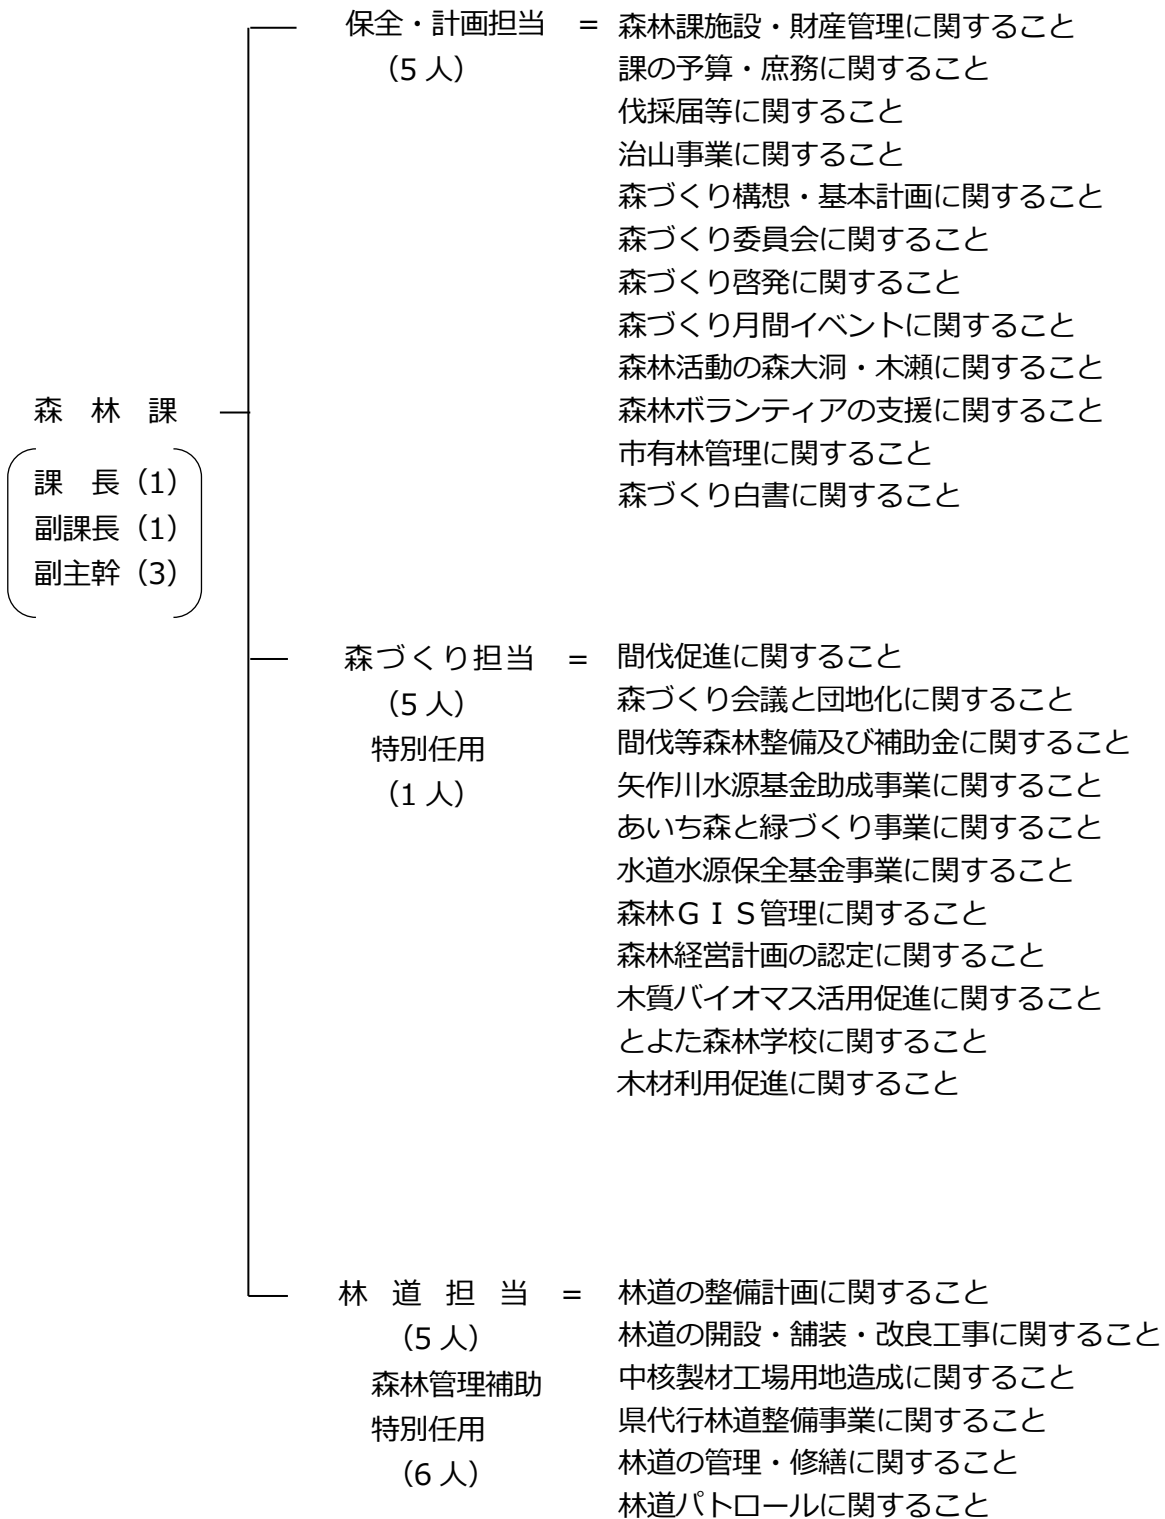 森 林 課
課 長（1）
副課長（1）
副主幹（3）
保全・計画担当 ＝ 森林課施設・財産管理に関すること
（5 人） 課の予算・庶務に関すること
伐採届等に関すること
治山事業に関すること
森づくり構想・基本計画に関すること
森づくり委員会に関すること
森づくり啓発に関すること
森づくり月間イベントに関すること
森林活動の森大洞・木瀬に関すること
森林ボランティアの支援に関すること
市有林管理に関すること
森づくり白書に関すること
森づくり担当 ＝ 間伐促進に関すること
（5 人） 森づくり会議と団地化に関すること
特別任用 間伐等森林整備及び補助金に関すること
（1 人） 矢作川水源基金助成事業に関すること
あいち森と緑づくり事業に関すること
水道水源保全基金事業に関すること
森林ＧＩＳ管理に関すること
森林経営計画の認定に関すること
木質バイオマス活用促進に関すること
とよた森林学校に関すること
木材利用促進に関すること
林 道 担 当 ＝ 林道の整備計画に関すること
（5 人） 林道の開設・舗装・改良工事に関すること
森林管理補助 中核製材工場用地造成に関すること
特別任用 県代行林道整備事業に関すること
（6 人） 林道の管理・修繕に関すること
林道パトロールに関すること